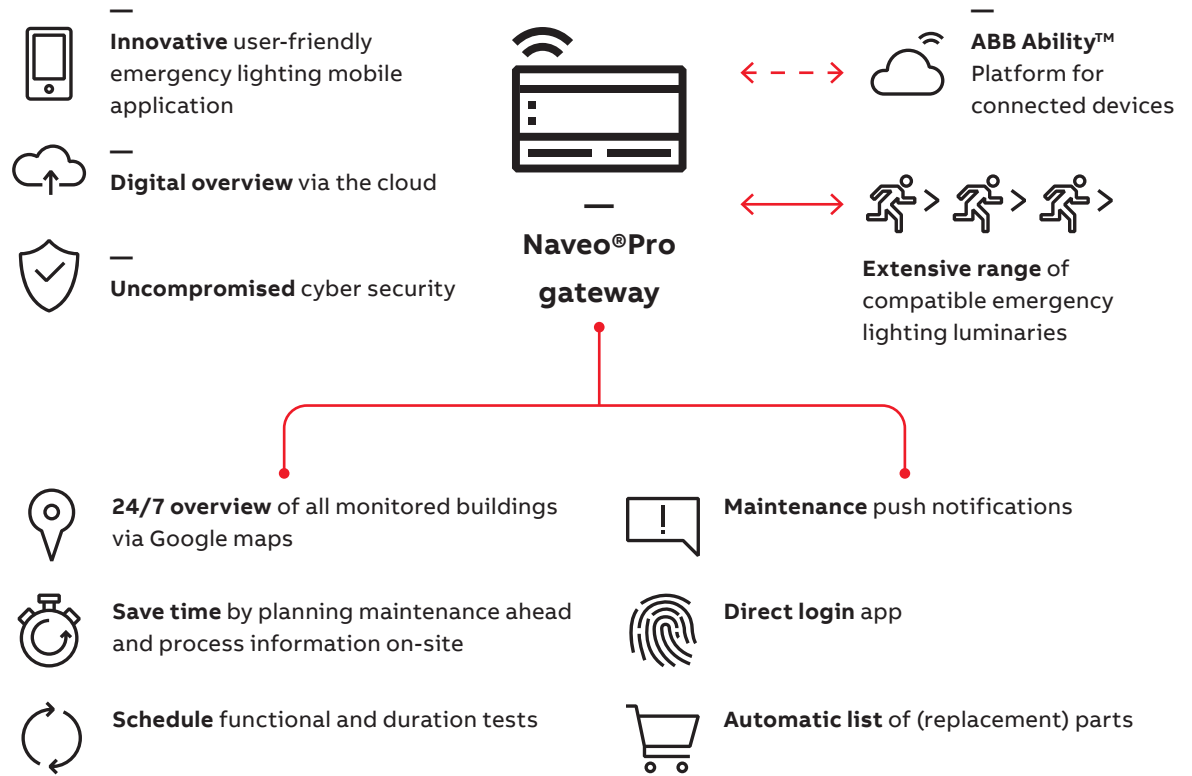 Innovative user-friendly
emergency lighting mobile
application
Digital overview via the cloud
Uncompromised cyber security
Naveo®Pro
gateway
ABB Ability™
Platform for
connected devices
Extensive range of
compatible emergency
lighting luminaries
24/7 overview of all monitored buildings
via Google maps
Save time by planning maintenance ahead
and process information on-site
Schedule functional and duration tests
Maintenance push notifications
Direct login app
Automatic list of (replacement) parts